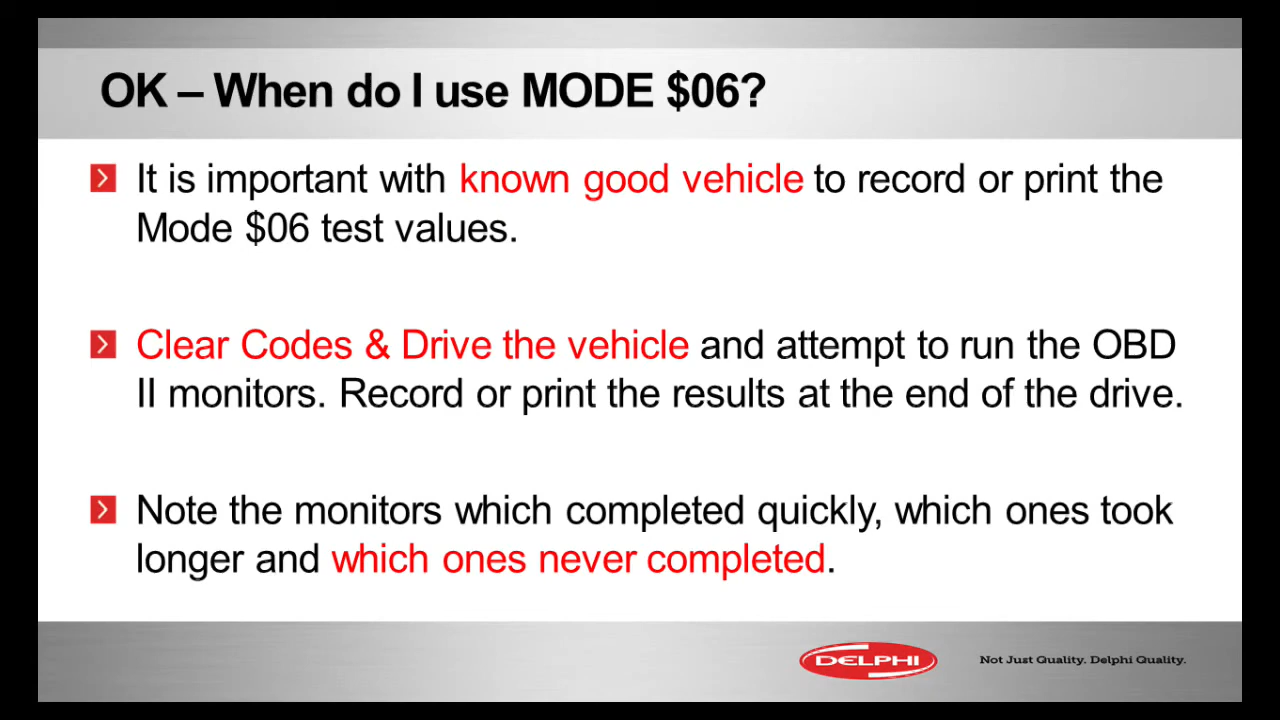 OK – When do I use MODE $06?
It is important with known good vehicle to record or print the
Mode $06 test values.
Clear Codes & Drive the vehicle and attempt to run the OBD
II monitors. Record or print the results at the end of the drive.
Note the monitors which completed quickly, which ones took
longer and which ones never completed.
DELPHI
Not Just Quality. Delphi Quality.